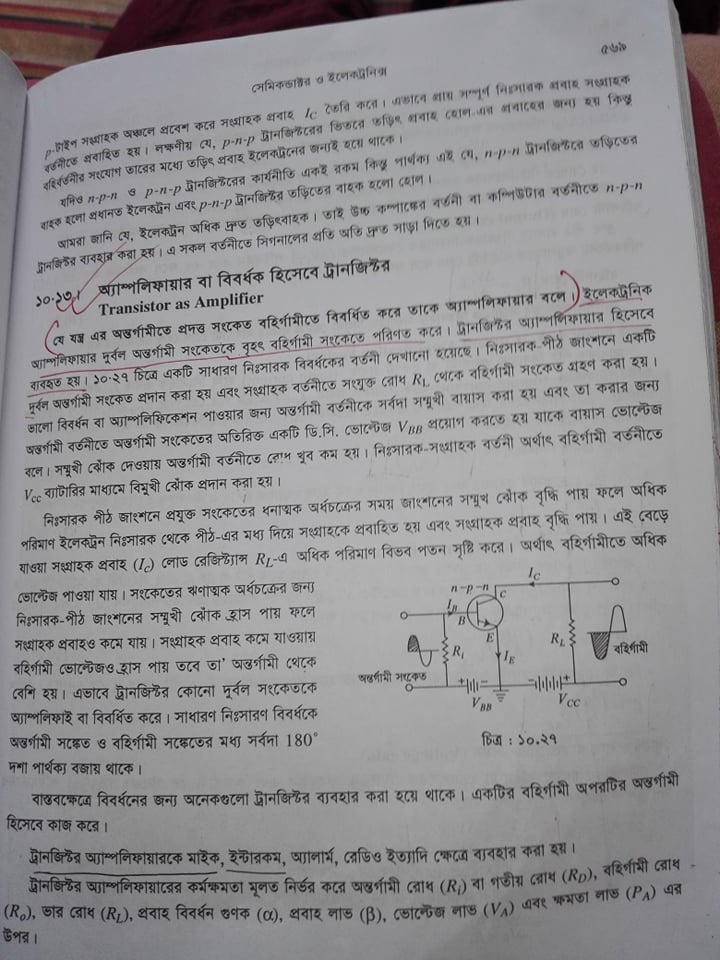 ৫৬৯
সেমিকন্ডাক্টর ও ইলেকট্রনিক্স
p-টাইপ সংগ্রাহক অঞ্চলে প্রবেশ করে সংগ্রাহক প্রবাহ I_C তৈরি করে। এভাবে প্রায় সম্পূর্ণ নিঃসারক প্রবাহ সংগ্রাহক
বর্তনীতে প্রবাহিত হয়। লক্ষণীয় যে, p-n-p ট্রানজিস্টরের ভিতরে তড়িৎ প্রবাহ হোল-এর প্রবাহের জন্য হয় কিন্তু
বহির্বর্তনীর সংযোগ তারের মধ্যে তড়িৎ প্রবাহ ইলেকট্রনের জন্যই হয়ে থাকে।
যদিও n-p-n ও p-n-p ট্রানজিস্টরের কার্যনীতি একই রকম কিন্তু পার্থক্য এই যে, n-p-n ট্রানজিস্টরে তড়িতের
বাহক হলো প্রধানত ইলেকট্রন এবং p-n-p ট্রানজিস্টর তড়িতের বাহক হলো হোল।
আমরা জানি যে, ইলেকট্রন অধিক দ্রুত তড়িৎবাহক। তাই উচ্চ কম্পাঙ্কের বর্তনী বা কম্পিউটার বর্তনীতে n-p-n
ট্রানজিস্টর ব্যবহার করা হয়। এ সকল বর্তনীতে সিগনালের প্রতি অতি দ্রুত সাড়া দিতে হয়।
১০.২৩। অ্যাম্পলিফায়ার বা বিবর্ধক হিসেবে ট্রানজিস্টর
Transistor as Amplifier
যে যন্ত্র এর অন্তর্গামীতে প্রদত্ত সংকেত বহির্গামীতে বিবর্ধিত করে তাকে অ্যাম্পলিফায়ার বলে। ইলেকট্রনিক
অ্যাম্পলিফায়ার দুর্বল অন্তর্গামী সংকেতকে বৃহৎ বহির্গামী সংকেতে পরিণত করে। ট্রানজিস্টর অ্যাম্পলিফায়ার হিসেবে
ব্যবহৃত হয়। ১০.২৭ চিত্রে একটি সাধারণ নিঃসারক বিবর্ধকের বর্তনী দেখানো হয়েছে। নিঃসারক-পীঠ জাংশনে একটি
দুর্বল অন্তর্গামী সংকেত প্রদান করা হয় এবং সংগ্রাহক বর্তনীতে সংযুক্ত রোধ R_L থেকে বহির্গামী সংকেত গ্রহণ করা হয়।
ভালো বিবর্ধন বা অ্যাম্পলিফিকেশন পাওয়ার জন্য অন্তর্গামী বর্তনীকে সর্বদা সম্মুখী বায়াস করা হয় এবং তা করার জন্য
অন্তর্গামী বর্তনীতে অন্তর্গামী সংকেতের অতিরিক্ত একটি ডি.সি. ভোল্টেজ V_BB প্রয়োগ করতে হয় যাকে বায়াস ভোল্টেজ
বলে। সম্মুখী ঝোঁক দেওয়ায় অন্তর্গামী বর্তনীতে রোধ খুব কম হয়। নিঃসারক-সংগ্রাহক বর্তনী অর্থাৎ বহির্গামী বর্তনীতে
V_CC ব্যাটারির মাধ্যমে বিমুখী ঝোঁক প্রদান করা হয়।
নিঃসারক পীঠ জাংশনে প্রযুক্ত সংকেতের ধনাত্মক অর্ধচক্রের সময় জাংশনের সম্মুখ ঝোঁক বৃদ্ধি পায় ফলে অধিক
পরিমাণ ইলেকট্রন নিঃসারক থেকে পীঠ-এর মধ্য দিয়ে সংগ্রাহকে প্রবাহিত হয় এবং সংগ্রাহক প্রবাহ বৃদ্ধি পায়। এই বেড়ে
যাওয়া সংগ্রাহক প্রবাহ (I_C) লোড রেজিস্ট্যান্স R_L-এ অধিক পরিমাণ বিভব পতন সৃষ্টি করে। অর্থাৎ বহির্গামীতে অধিক
ভোল্টেজ পাওয়া যায়। সংকেতের ঋণাত্মক অর্ধচক্রের জন্য
নিঃসারক-পীঠ জাংশনের সম্মুখী ঝোঁক হ্রাস পায় ফলে
সংগ্রাহক প্রবাহও কমে যায়। সংগ্রাহক প্রবাহ কমে যাওয়ায়
বহির্গামী ভোল্টেজও হ্রাস পায় তবে তা' অন্তর্গামী থেকে
বেশি হয়। এভাবে ট্রানজিস্টর কোনো দুর্বল সংকেতকে
অ্যাম্পলিফাই বা বিবর্ধিত করে। সাধারণ নিঃসারণ বিবর্ধকে
অন্তর্গামী সঙ্কেত ও বহির্গামী সঙ্কেতের মধ্য সর্বদা 180°
দশা পার্থক্য বজায় থাকে।
n-p-n
I_C
C
I_B
B
E
R_i
I_E
R_L
বহির্গামী
অন্তর্গামী সংকেত
V_BB
V_CC
চিত্র : ১০.২৭
বাস্তবক্ষেত্রে বিবর্ধনের জন্য অনেকগুলো ট্রানজিস্টর ব্যবহার করা হয়ে থাকে। একটির বহির্গামী অপরটির অন্তর্গামী
হিসেবে কাজ করে।
ট্রানজিস্টর অ্যাম্পলিফায়ারকে মাইক, ইন্টারকম, অ্যালার্ম, রেডিও ইত্যাদি ক্ষেত্রে ব্যবহার করা হয়।
ট্রানজিস্টর অ্যাম্পলিফায়ারের কর্মক্ষমতা মূলত নির্ভর করে অন্তর্গামী রোধ (R_i) বা গতীয় রোধ (R_D), বহির্গামী রোধ
(R_o), ভার রোধ (R_L), প্রবাহ বিবর্ধন গুণক (α), প্রবাহ লাভ (β), ভোল্টেজ লাভ (V_A) এবং ক্ষমতা লাভ (P_A) এর
উপর।